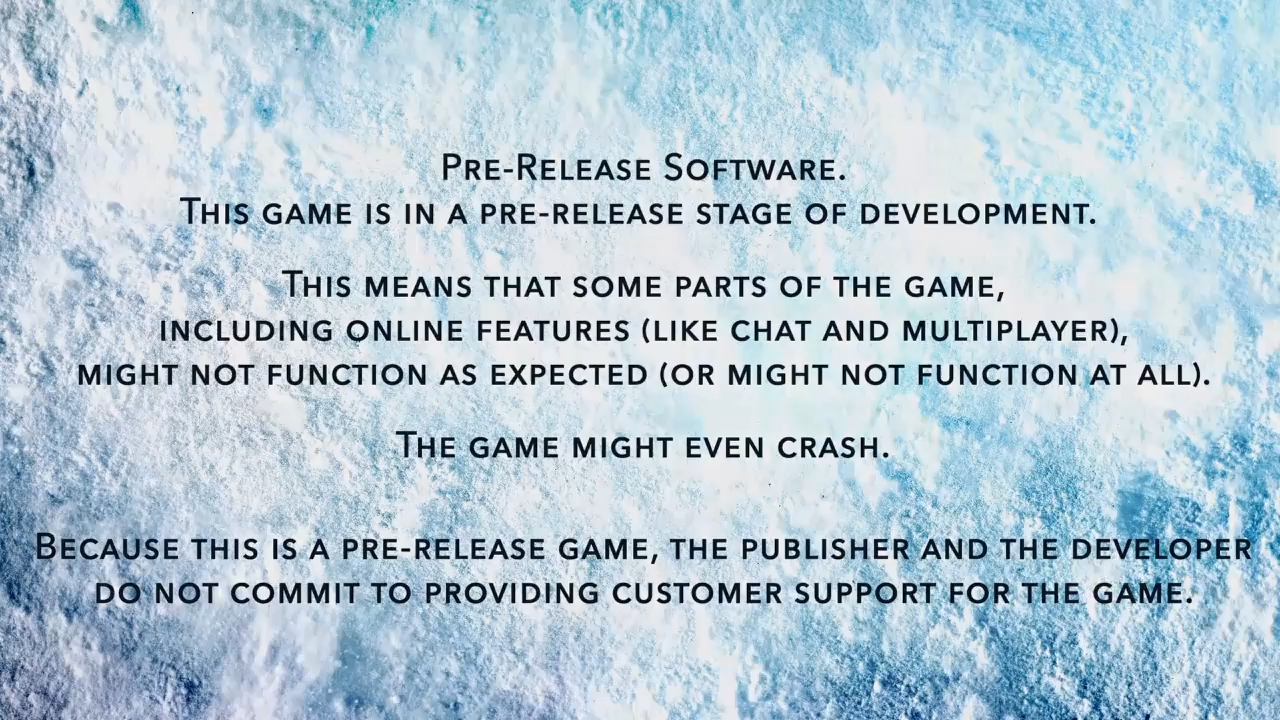 Pre-Release Software.
This game is in a pre-release stage of development.
This means that some parts of the game,
including online features (like chat and multiplayer),
might not function as expected (or might not function at all).
The game might even crash.
Because this is a pre-release game, the publisher and the developer
do not commit to providing customer support for the game.